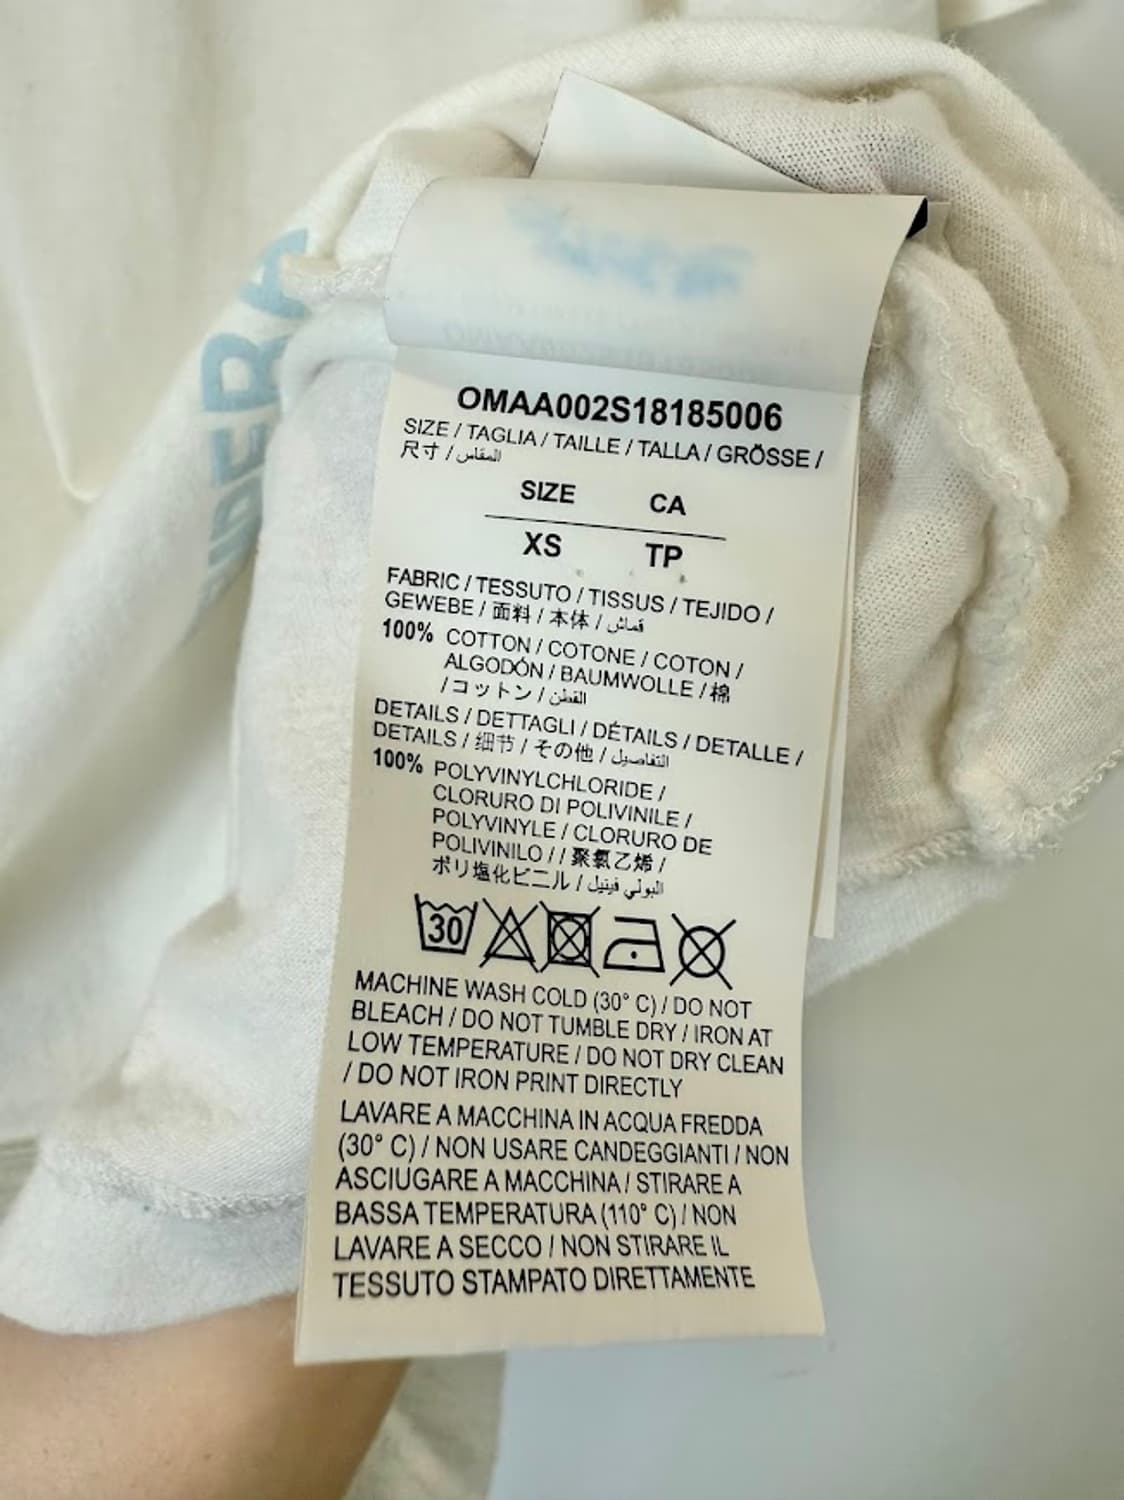 OMAA002S18185006
SIZE / TAGLIA / TAILLE / TALLA / GRÖSSE /
尺寸 / المقاس
SIZE CA
XS TP
FABRIC / TESSUTO / TISSUS / TEJIDO /
GEWEBE / 面料 / 本体 / قماش
100% COTTON / COTONE / COTON /
ALGODÓN / BAUMWOLLE / 棉
/ コットン / القطن
DETAILS / DETTAGLI / DÉTAILS / DETALLE /
DETAILS / 细节 / その他 / التفاصيل
100% POLYVINYLCHLORIDE /
CLORURO DI POLIVINILE /
POLYVINYLE / CLORURO DE
POLIVINILO / / 聚氯乙烯 /
ポリ塩化ビニル / البولي فينيل
30
MACHINE WASH COLD (30° C) / DO NOT
BLEACH / DO NOT TUMBLE DRY / IRON AT
LOW TEMPERATURE / DO NOT DRY CLEAN
/ DO NOT IRON PRINT DIRECTLY
LAVARE A MACCHINA IN ACQUA FREDDA
(30° C) / NON USARE CANDEGGIANTI / NON
ASCIUGARE A MACCHINA / STIRARE A
BASSA TEMPERATURA (110° C) / NON
LAVARE A SECCO / NON STIRARE IL
TESSUTO STAMPATO DIRETTAMENTE